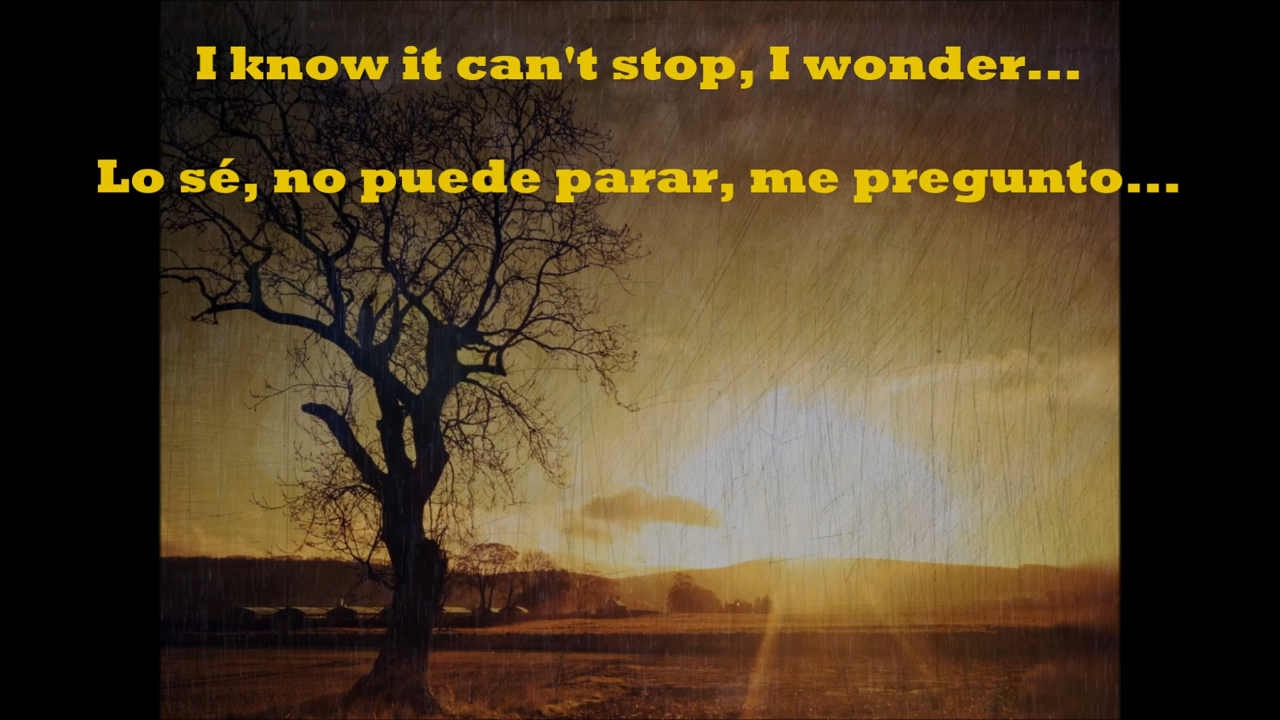 I know it can't stop, I wonder...
Lo sé, no puede parar, me pregunto...